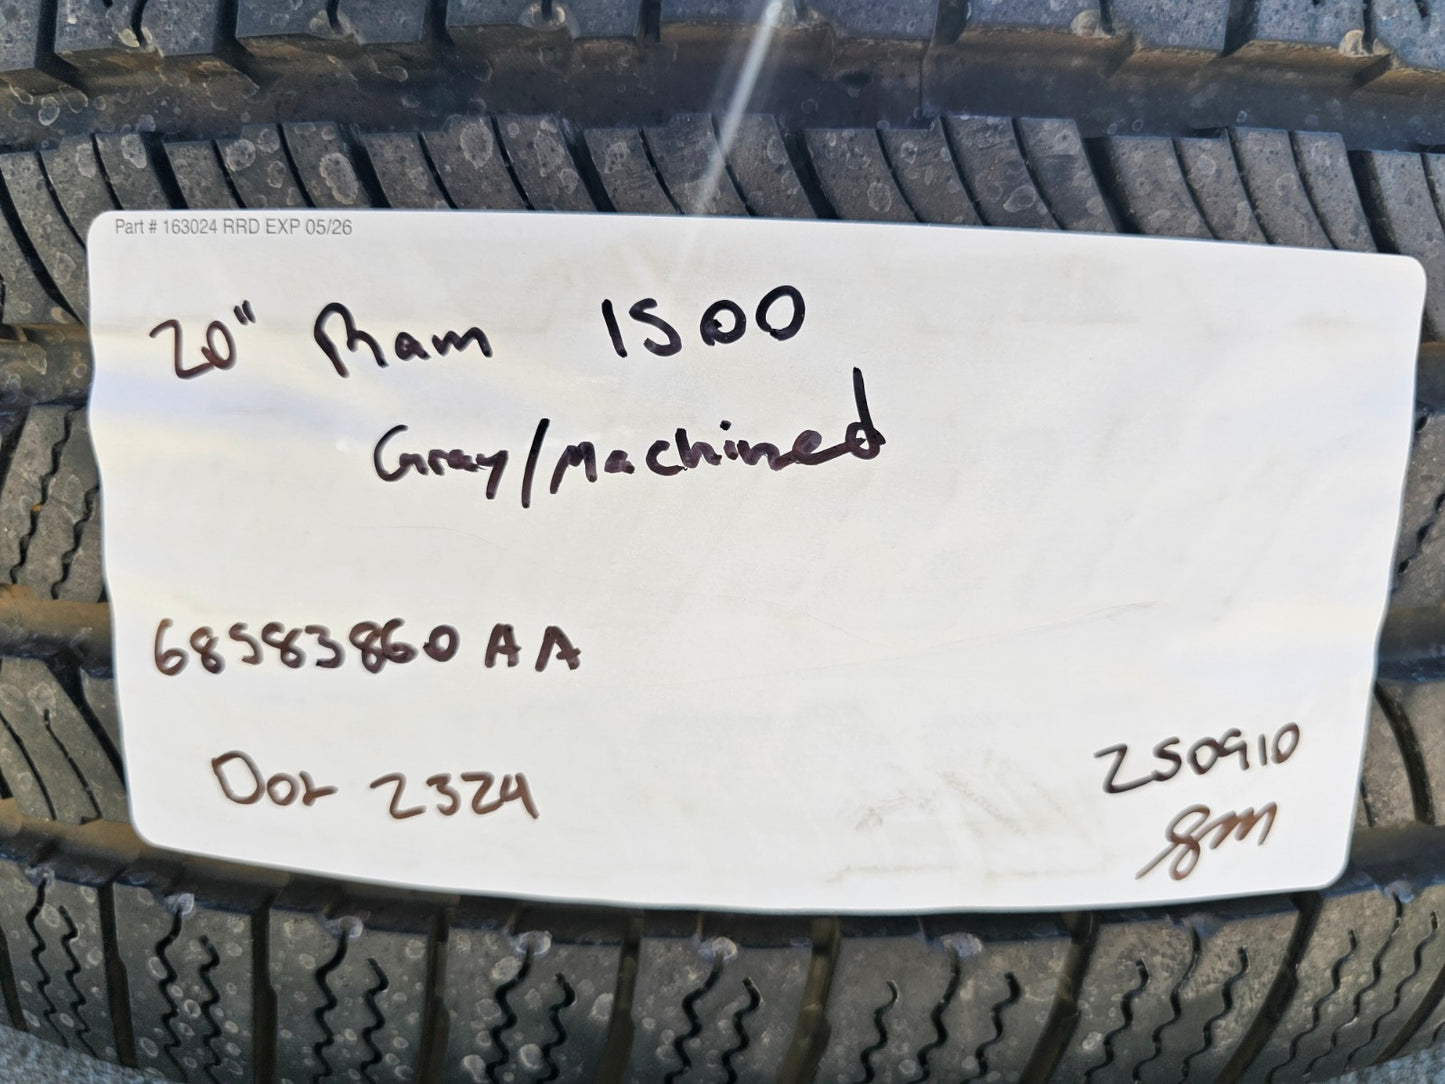 Part # 163024 RRD EXP 05/26
20" Ram 1500
Gray/Machined
68583860AA
Dot 2324
250910
gm